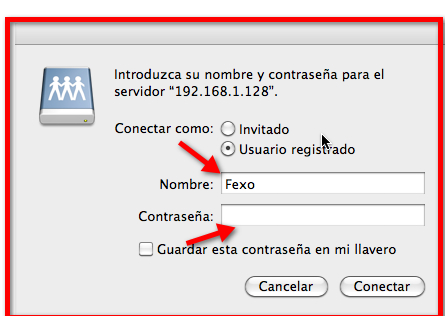 Introduzca su nombre y contraseña para el
servidor “192.168.1.128”.
Conectar como: Invitado
Usuario registrado
Nombre: Fexo
Contraseña:
Guardar esta contraseña en mi llavero
Cancelar Conectar